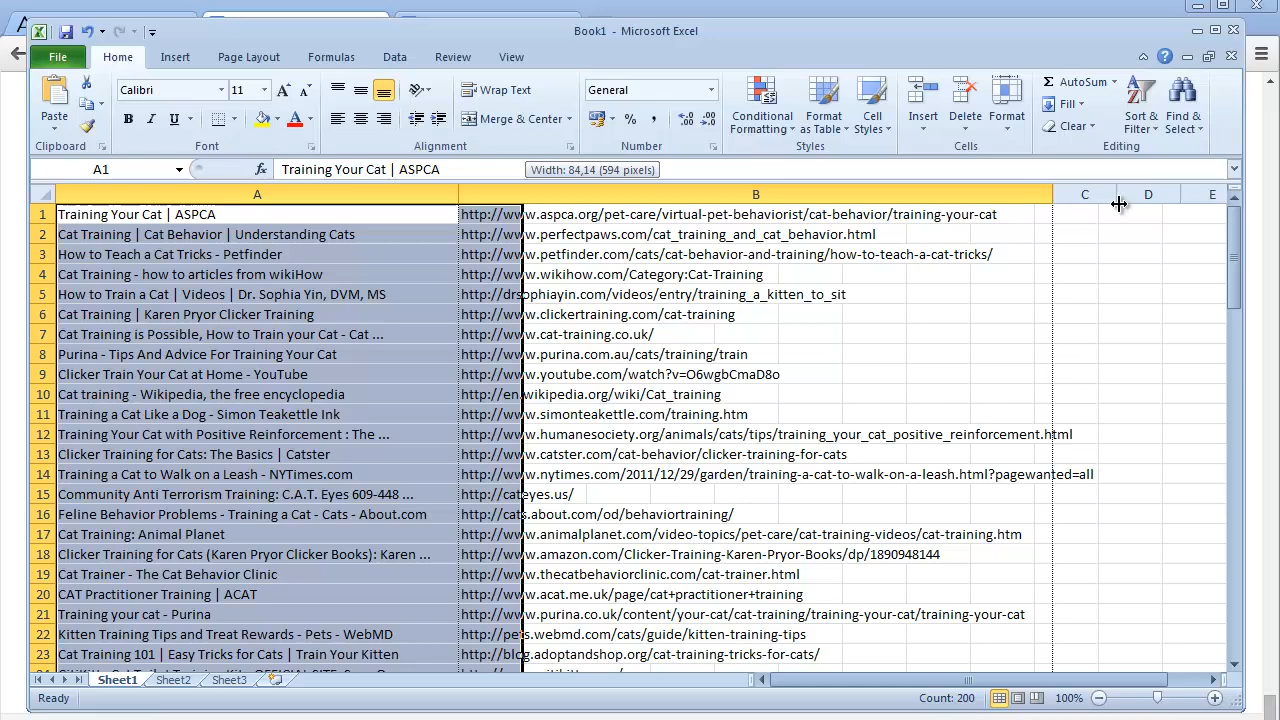 Book1 - Microsoft Excel
File Home Insert Page Layout Formulas Data Review View
Paste
Calibri 11
B I U
Wrap Text
Merge & Center
General
Conditional Formatting
Format as Table
Cell Styles
Insert Delete Format
AutoSum
Fill
Clear
Sort & Filter
Find & Select
Clipboard Font Alignment Number Styles Cells Editing
A1 fx Training Your Cat | ASPCA Width: 84,14 (594 pixels)
A B C D E
1 Training Your Cat | ASPCA http://www.aspca.org/pet-care/virtual-pet-behaviorist/cat-behavior/training-your-cat
2 Cat Training | Cat Behavior | Understanding Cats http://www.perfectpaws.com/cat_training_and_cat_behavior.html
3 How to Teach a Cat Tricks - Petfinder http://www.petfinder.com/cats/cat-behavior-and-training/how-to-teach-a-cat-tricks/
4 Cat Training - how to articles from wikiHow http://www.wikihow.com/Category:Cat-Training
5 How to Train a Cat | Videos | Dr. Sophia Yin, DVM, MS http://drsophiayin.com/videos/entry/training_a_kitten_to_sit
6 Cat Training | Karen Pryor Clicker Training http://www.clickertraining.com/cat-training
7 Cat Training is Possible, How to Train your Cat - Cat ... http://www.cat-training.co.uk/
8 Purina - Tips And Advice For Training Your Cat http://www.purina.com.au/cats/training/train
9 Clicker Train Your Cat at Home - YouTube http://www.youtube.com/watch?v=O6wgbCmaD8o
10 Cat training - Wikipedia, the free encyclopedia http://en.wikipedia.org/wiki/Cat_training
11 Training a Cat Like a Dog - Simon Teakettle Ink http://www.simonteakettle.com/training.htm
12 Training Your Cat with Positive Reinforcement : The ... http://www.humanesociety.org/animals/cats/tips/training_your_cat_positive_reinforcement.html
13 Clicker Training for Cats: The Basics | Catster http://www.catster.com/behavior/clicker-training-for-cats
14 Training a Cat to Walk on a Leash - NYTimes.com http://www.nytimes.com/2011/12/29/garden/training-a-cat-to-walk-on-a-leash.html?pagewanted=all
15 Community Anti Terrorism Training: C.A.T. Eyes 609-448 ... http://cateyes.us/
16 Feline Behavior Problems - Training a Cat - Cats - About.com http://cats.about.com/od/behaviortraining/
17 Cat Training: Animal Planet http://www.animalplanet.com/video-topics/pet-care/cat-training-videos/cat-training.htm
18 Clicker Training for Cats (Karen Pryor Clicker Books): Karen ... http://www.amazon.com/Clicker-Training-Karen-Pryor-Books/dp/1890948144
19 Cat Trainer - The Cat Behavior Clinic http://www.thecatbehaviorclinic.com/cat-trainer.html
20 CAT Practitioner Training | ACAT http://www.acat.me.uk/page/cat+practitioner+training
21 Training your cat - Purina http://www.purina.co.uk/content/your-cat/cat-training/training-your-cat/training-your-cat
22 Kitten Training Tips and Treat Rewards - Pets - WebMD http://pets.webmd.com/cats/guide/kitten-training-tips
23 Cat Training 101 | Easy Tricks for Cats | Train Your Kitten http://blog.adoptandshop.org/cat-training-tricks-for-cats/
Sheet1 Sheet2 Sheet3
Ready Count: 200 100%